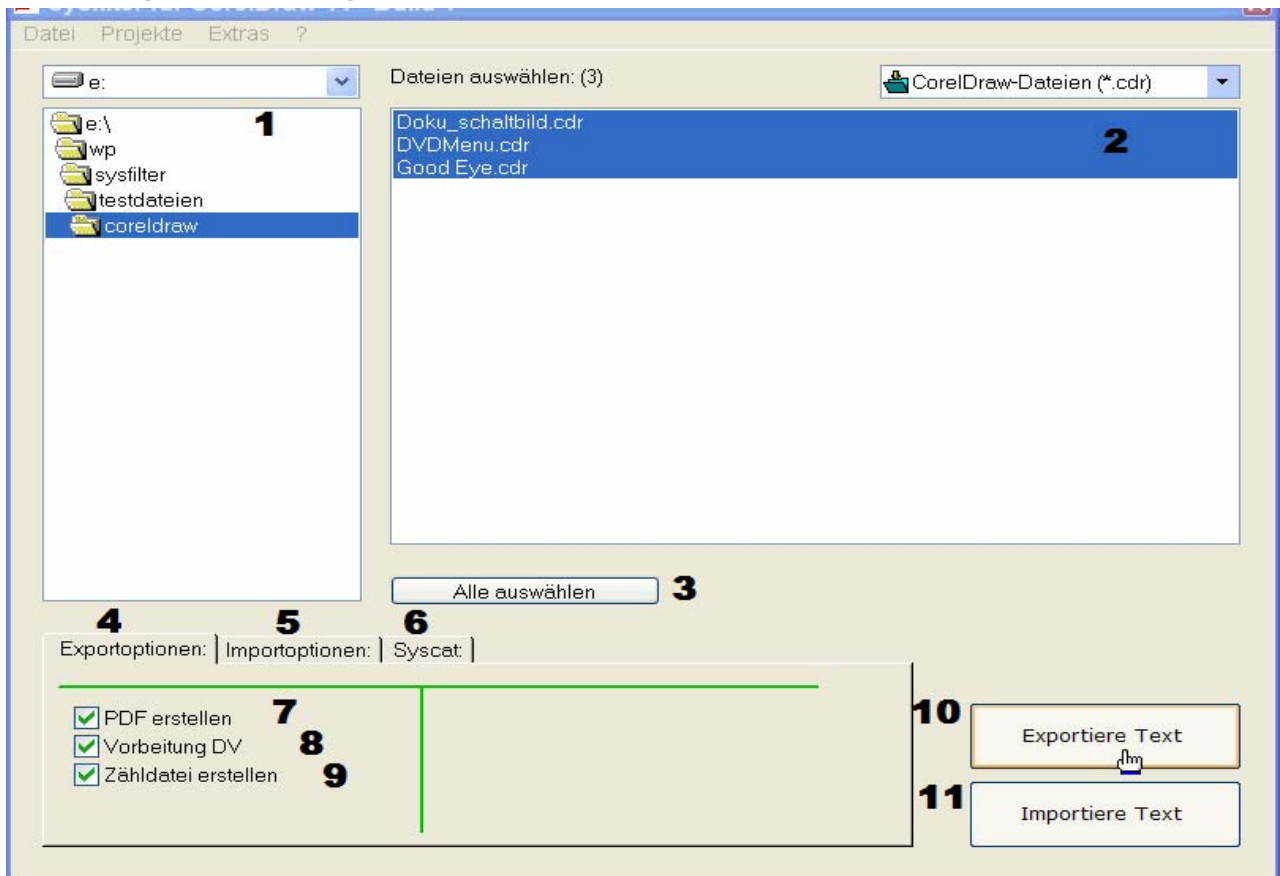 Datei Projekte Extras ?
e:
Dateien auswählen: (3)
CorelDraw-Dateien (*.cdr)
e:\
1
wp
sysfilter
testdateien
coreldraw
Doku_schaltbild.cdr
DVDMenu.cdr
2
Good Eye.cdr
Alle auswählen 3
4 5 6
Exportoptionen: Importoptionen: Syscat:
PDF erstellen 7
Vorbeitung DV 8
Zähldatei erstellen 9
10 Exportiere Text
11 Importiere Text